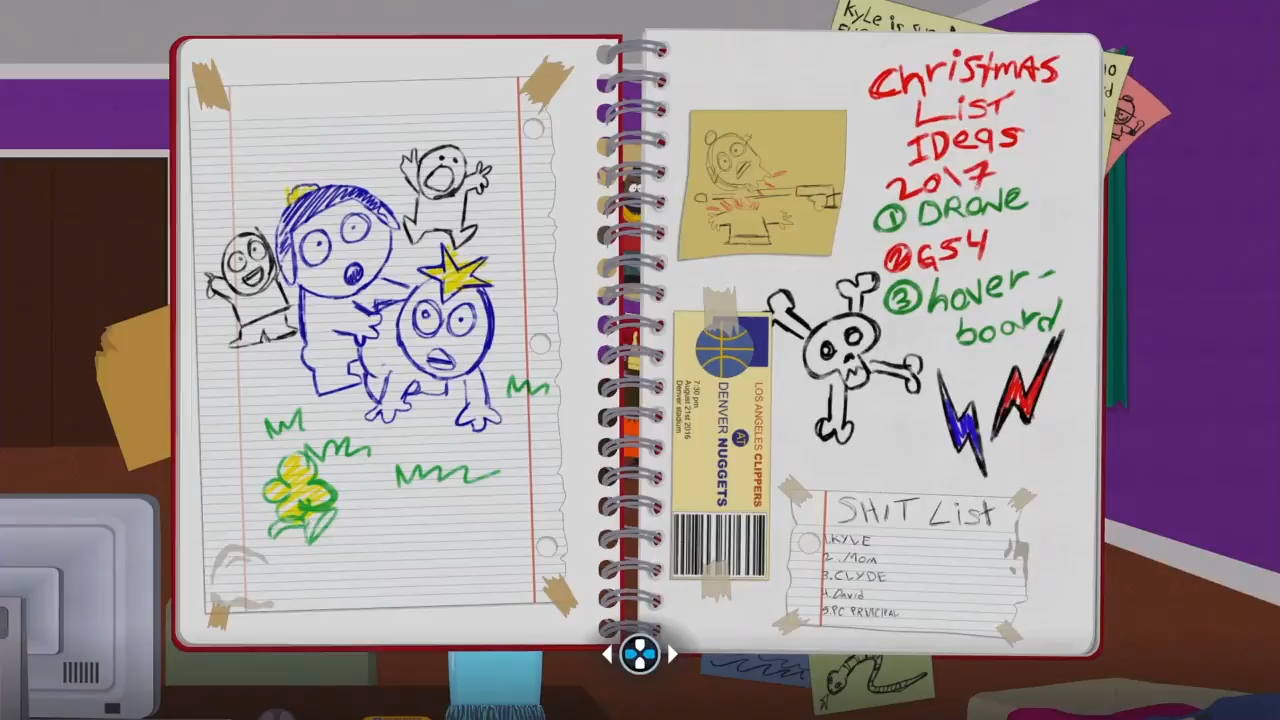 Kyle is
Christmas
List
Ideas
2017
① DRONE
② GS4
③ hover-
board
LOS ANGELES CLIPPERS
AT
DENVER NUGGETS
7:30 pm
August 21st 2016
Denver stadium
SHIT List
1. KYLE
2. Mom
3. CLYDE
4. David
5. PC PRINCIPAL